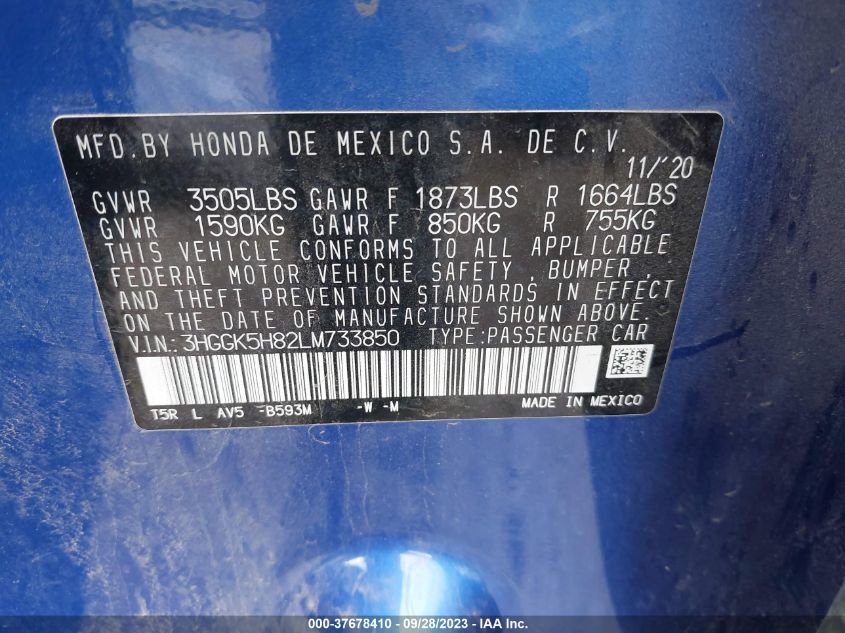 MFD.BY HONDA DE MEXICO S.A. DE C.V.
11/'20
GVWR 3505LBS GAWR F 1873LBS R 1664LBS
GVWR 1590KG GAWR F 850KG R 755KG
THIS VEHICLE CONFORMS TO ALL APPLICABLE
FEDERAL MOTOR VEHICLE SAFETY , BUMPER ,
AND THEFT PREVENTION STANDARDS IN EFFECT
ON THE DATE OF MANUFACTURE SHOWN ABOVE.
V.I.N.: 3HGGK5H82LM733850 TYPE:PASSENGER CAR
T5R L AV5 -B593M -W -M MADE IN MEXICO
000-37678410 - 09/28/2023 - IAA Inc.